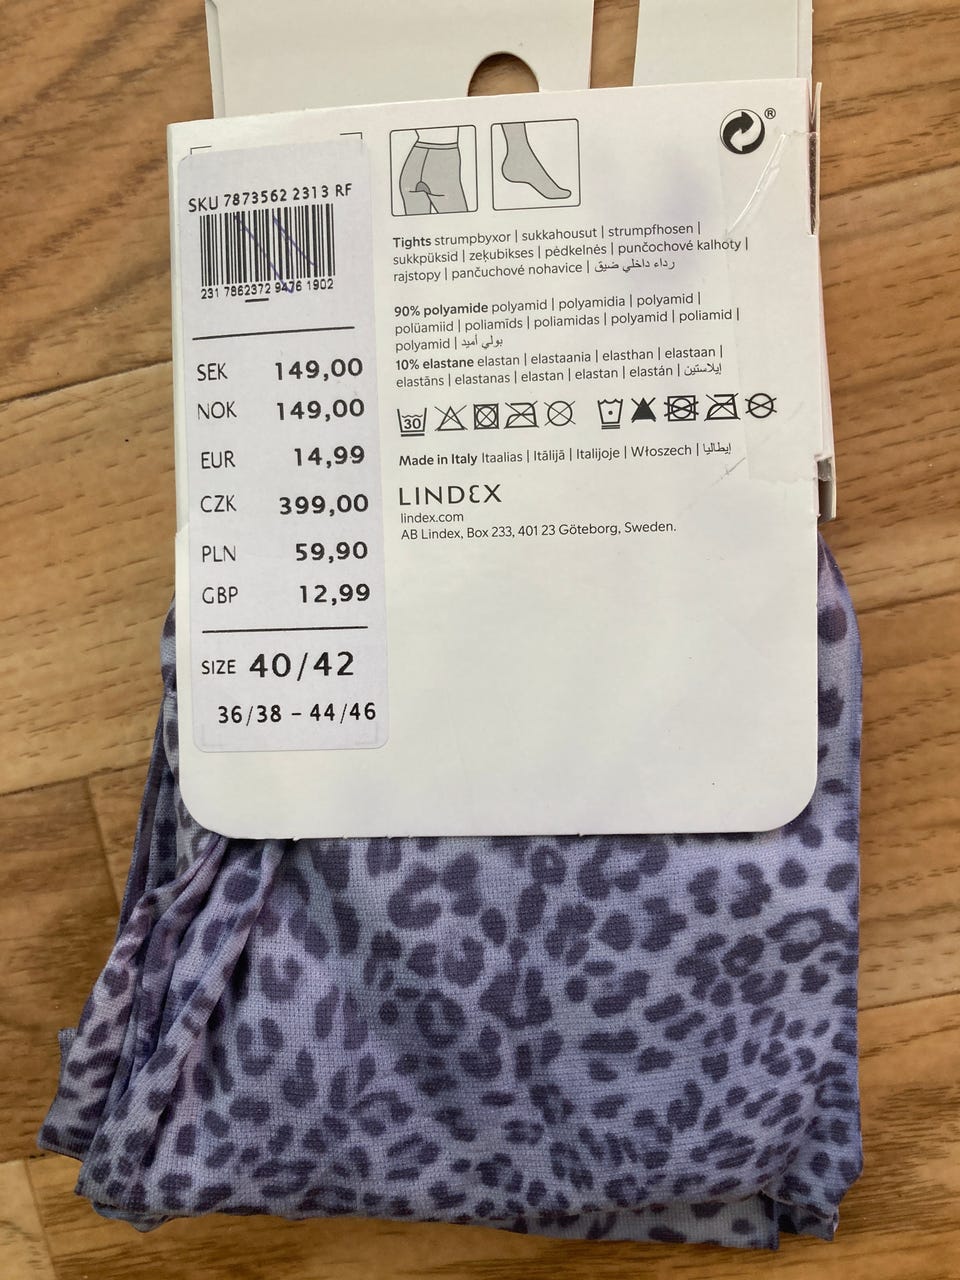 SKU 7873562 2313 RF
231 7862372 9476 1902
SEK 149,00
NOK 149,00
EUR 14,99
CZK 399,00
PLN 59,90
GBP 12,99
SIZE 40/42
36/38 - 44/46
®
Tights strumpbyxor | sukkahousut | strumpfhosen |
sukkpüksid | zeķubikses | pėdkelnės | punčochové kalhoty |
rajstopy | pančuchové nohavice | رداء داخلي ضيق
90% polyamide polyamid | polyamidia | polyamid |
polüamiid | poliamīds | poliamidas | polyamid | poliamid |
polyamid | بولي أميد
10% elastane elastan | elastaania | elasthan | elastaan |
elastāns | elastanas | elastan | elastan | elastán | إيلاستين
30
Made in Italy Itaalias | Itālijā | Italijoje | Włoszech | إيطاليا
LINDEX
lindex.com
AB Lindex, Box 233, 401 23 Göteborg, Sweden.